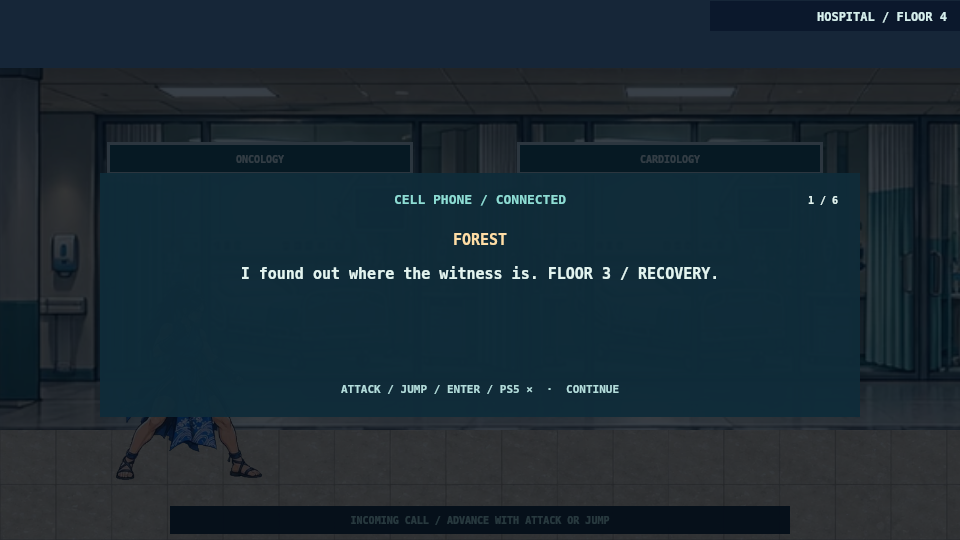 HOSPITAL / FLOOR 4
ONCOLOGY
CARDIOLOGY
CELL PHONE / CONNECTED
1 / 6
FOREST
I found out where the witness is. FLOOR 3 / RECOVERY.
ATTACK / JUMP / ENTER / PS5 × · CONTINUE
INCOMING CALL / ADVANCE WITH ATTACK OR JUMP